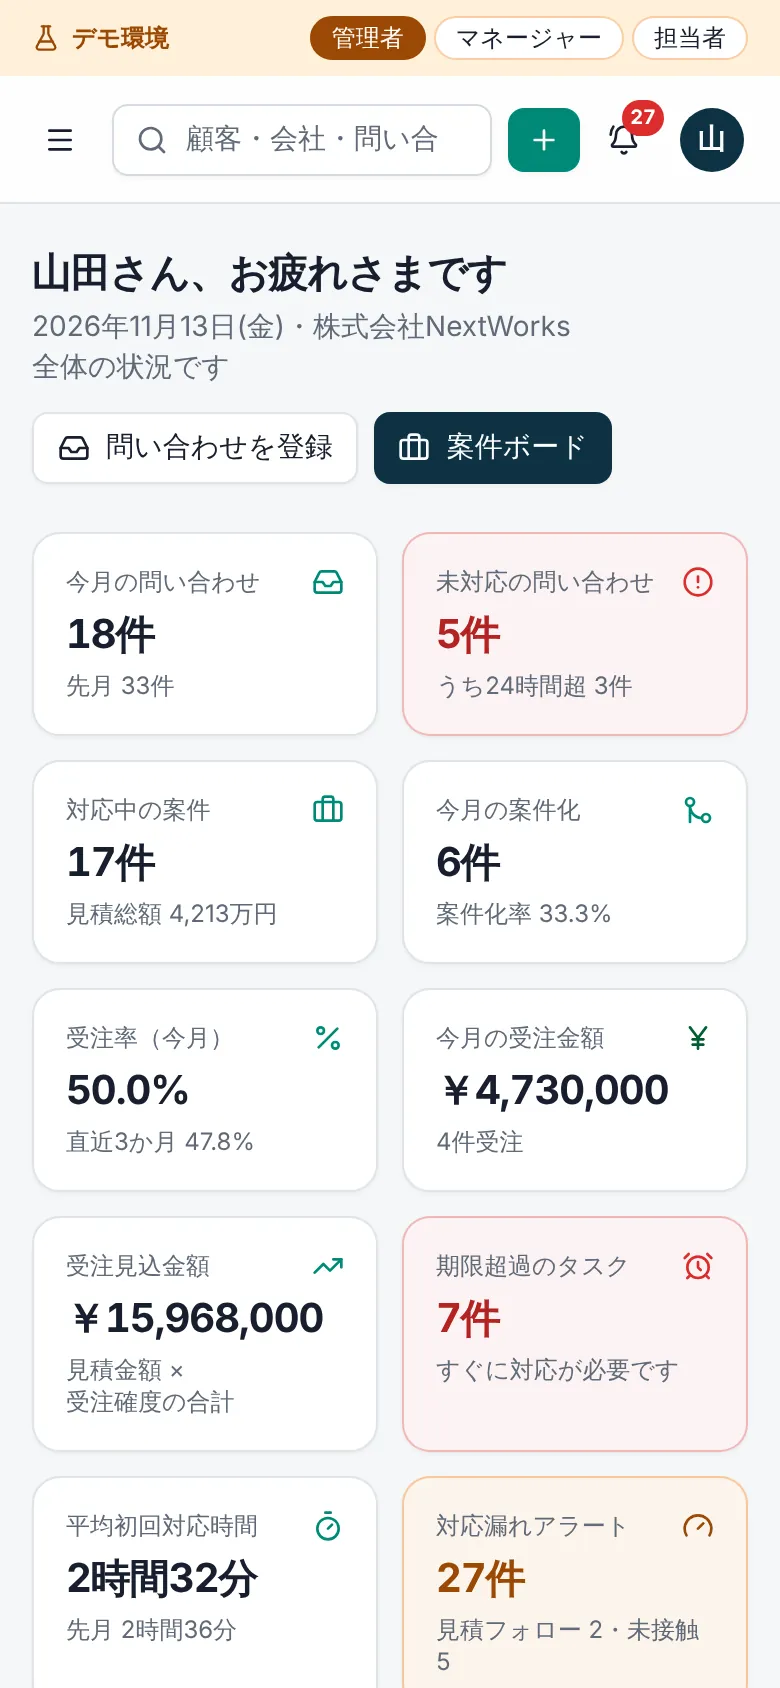 デモ環境
管理者
マネージャー
担当者
顧客・会社・問い合
27
山
山田さん、お疲れさまです
2026年11月13日(金)・株式会社NextWorks
全体の状況です
問い合わせを登録
案件ボード
今月の問い合わせ
18件
先月 33件
未対応の問い合わせ
5件
うち24時間超 3件
対応中の案件
17件
見積総額 4,213万円
今月の案件化
6件
案件化率 33.3%
受注率（今月）
50.0%
直近3か月 47.8%
今月の受注金額
￥4,730,000
4件受注
受注見込金額
￥15,968,000
見積金額 ×
受注確度の合計
期限超過のタスク
7件
すぐに対応が必要です
平均初回対応時間
2時間32分
先月 2時間36分
対応漏れアラート
27件
見積フォロー 2・未接触
5